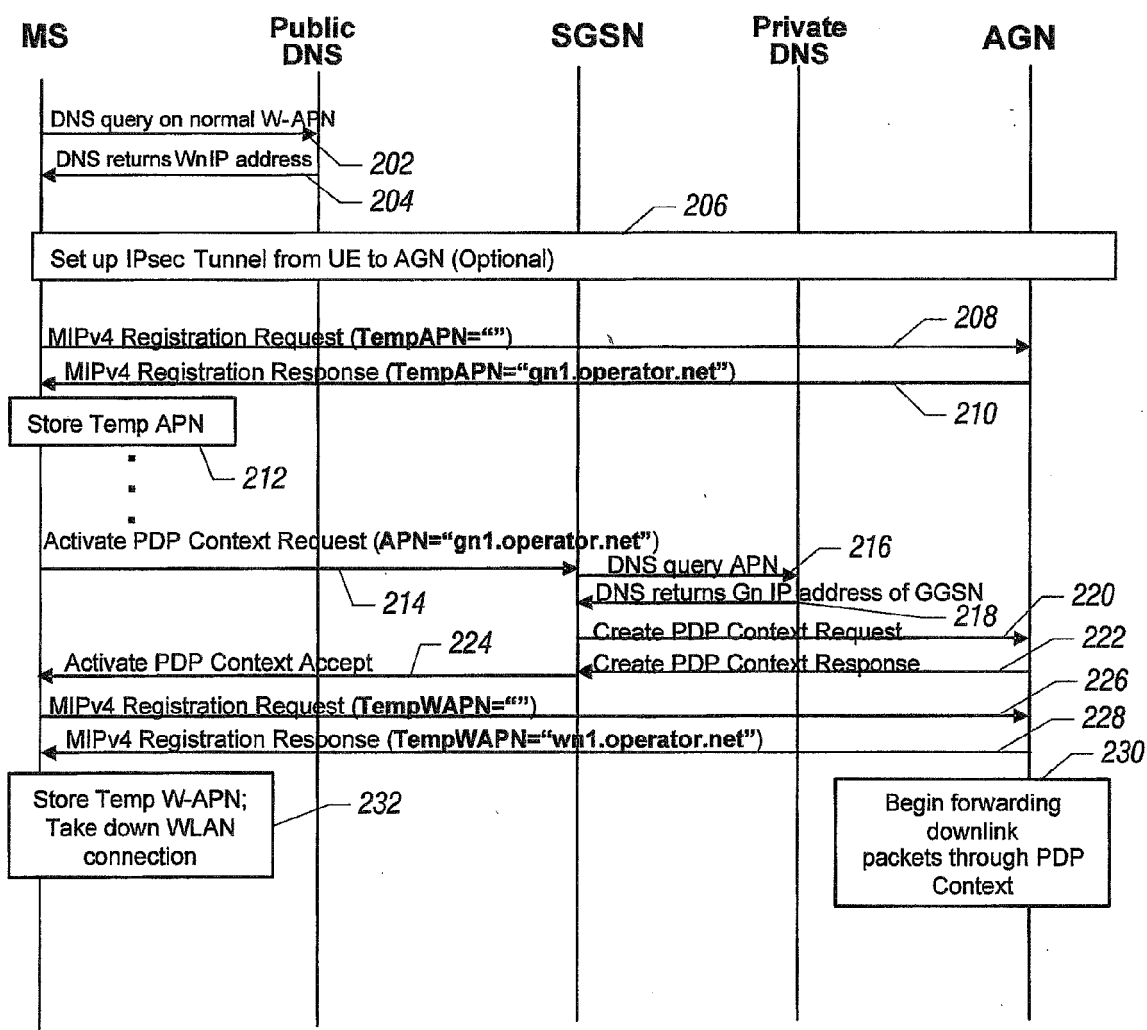 MS
Public
DNS
SGSN
Private
DNS
AGN
DNS query on normal W-APN
202
DNS returns Wn IP address
204
206
Set up IPsec Tunnel from UE to AGN (Optional)
MIPv4 Registration Request (TempAPN=“”)
208
MIPv4 Registration Response (TempAPN=“gn1.operator.net”)
210
Store Temp APN
212
Activate PDP Context Request (APN=“gn1.operator.net”)
214
DNS query APN
216
DNS returns Gn IP address of GGSN
218
Create PDP Context Request
220
Create PDP Context Response
222
Activate PDP Context Accept
224
MIPv4 Registration Request (TempWAPN=“”)
226
MIPv4 Registration Response (TempWAPN=“wn1.operator.net”)
228
230
Store Temp W-APN;
Take down WLAN
connection
232
Begin forwarding
downlink
packets through PDP
Context